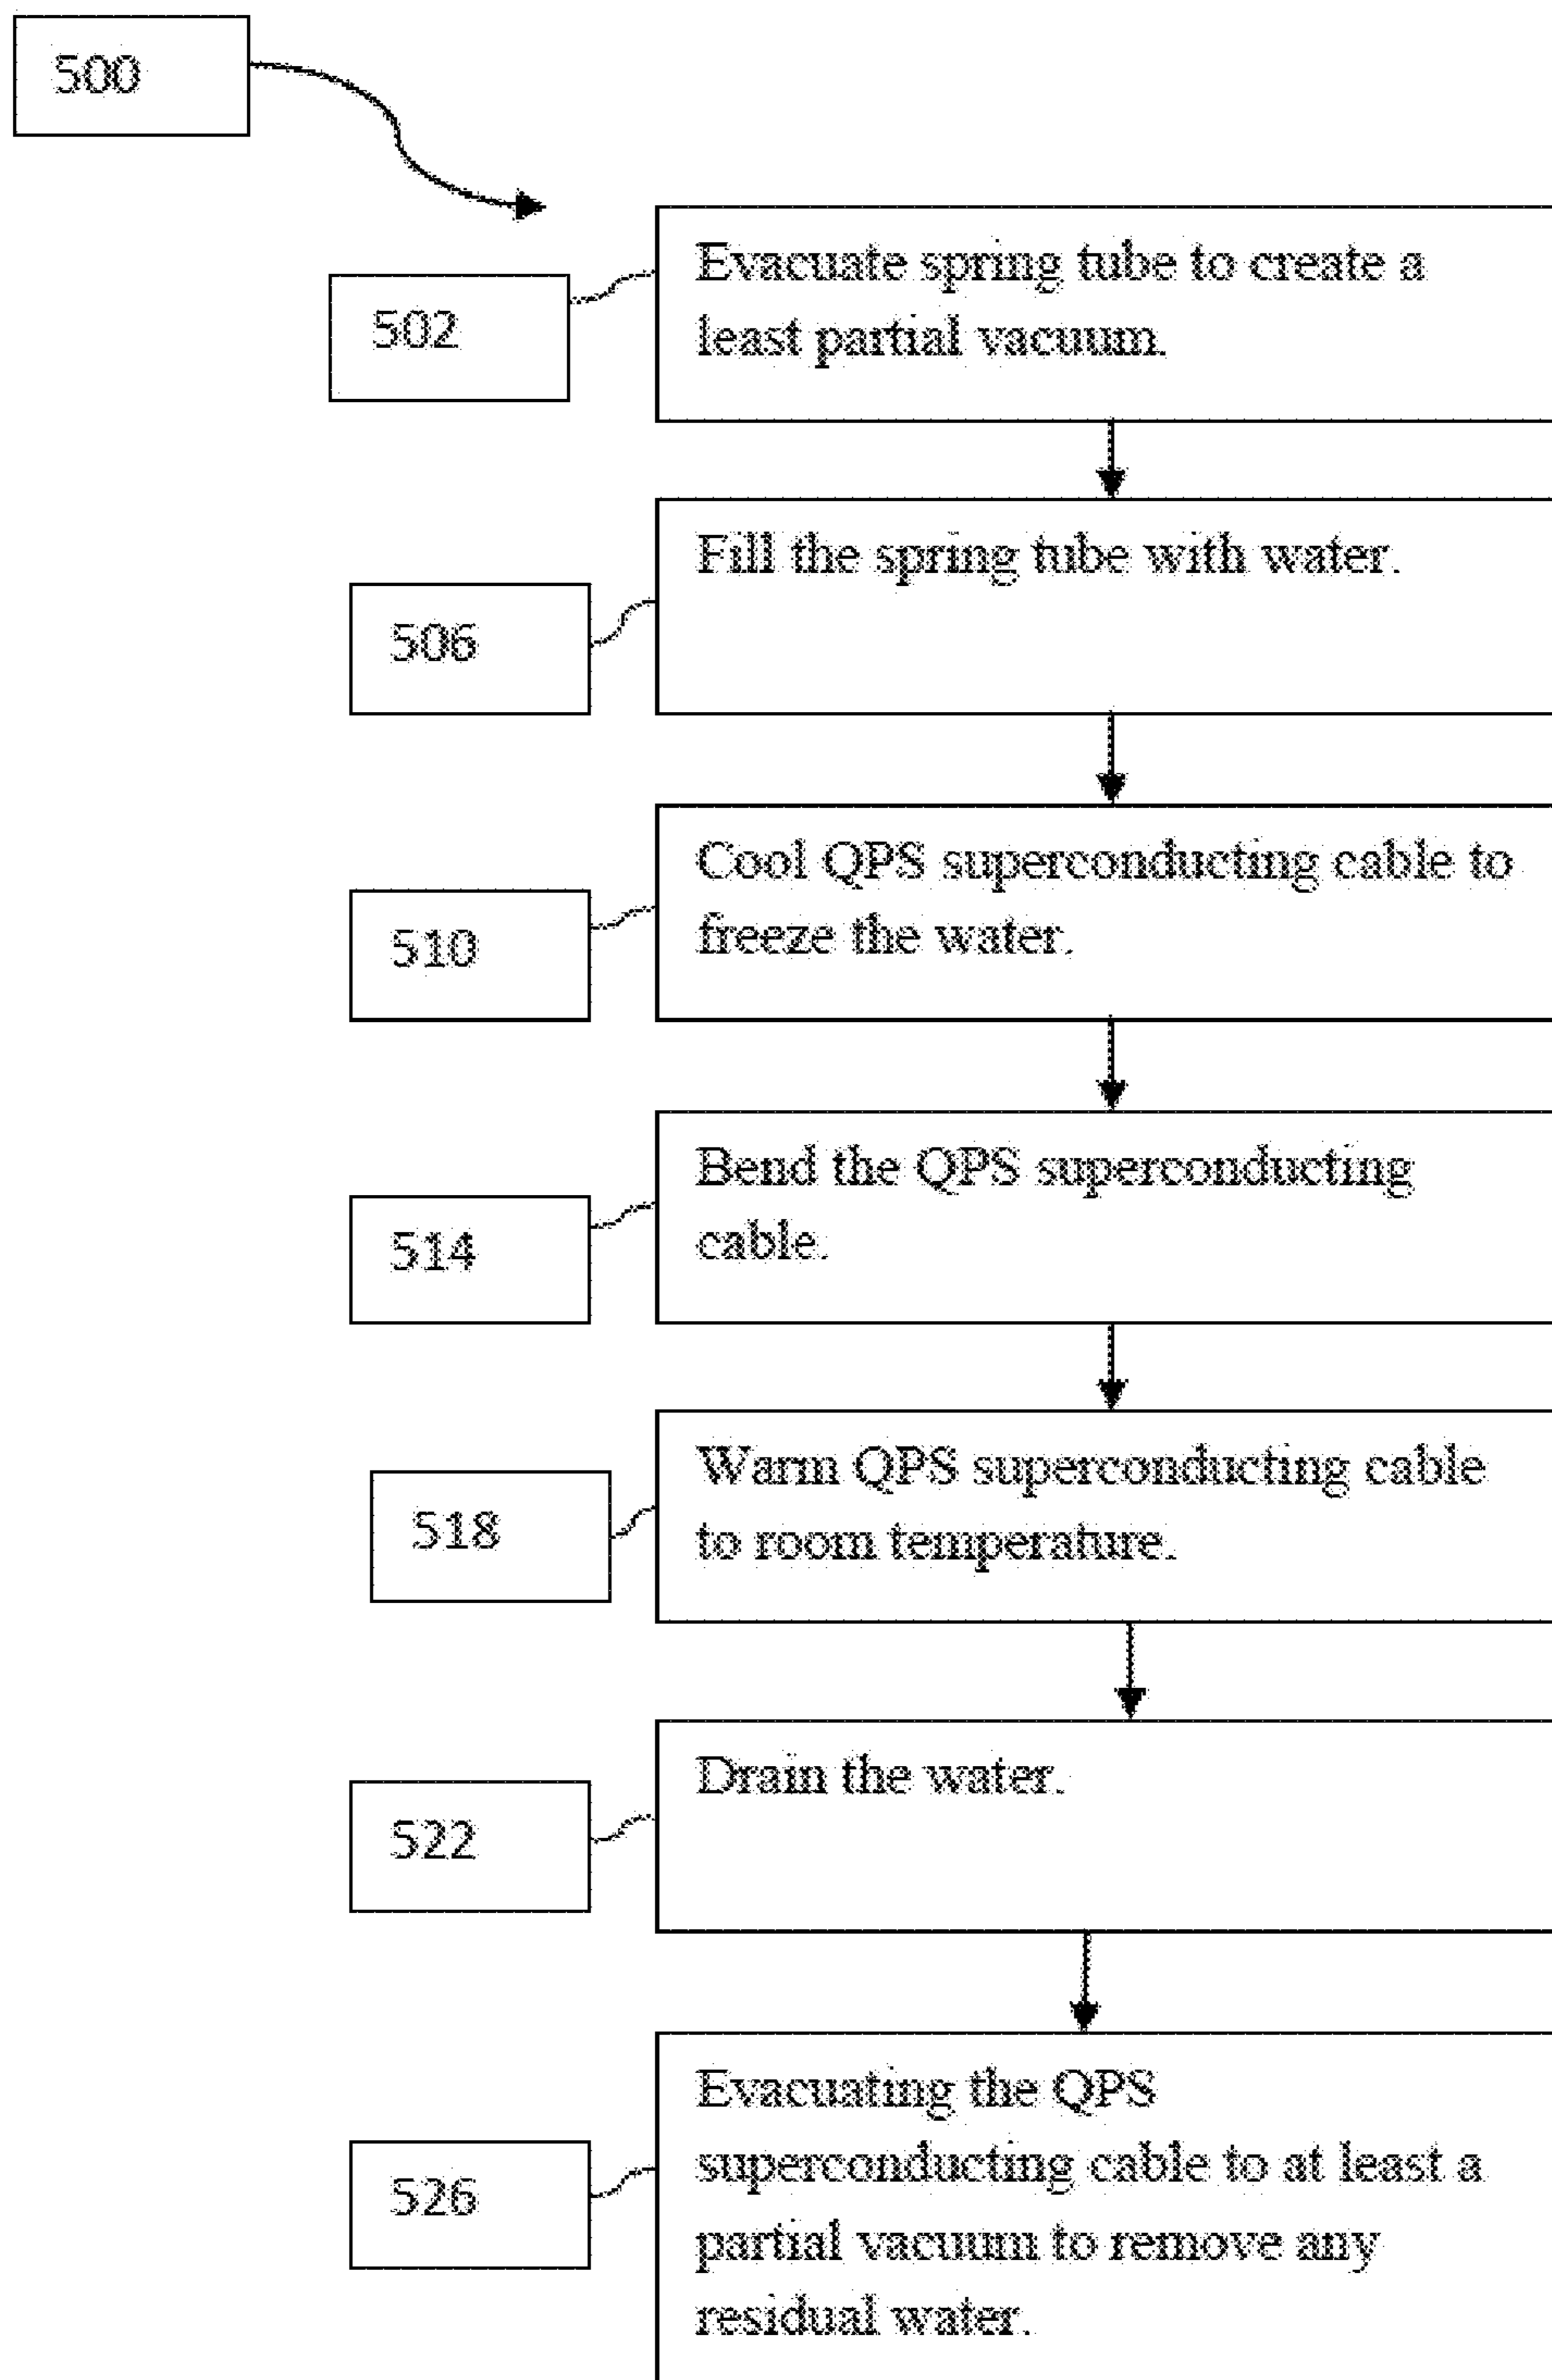 500
502
Evacuate spring tube to create a
least partial vacuum.
506
Fill the spring tube with water.
510
Cool QPS superconducting cable to
freeze the water.
514
Bend the QPS superconducting
cable.
518
Warm QPS superconducting cable
to room temperature.
522
Drain the water.
526
Evacuating the QPS
superconducting cable to at least a
partial vacuum to remove any
residual water.